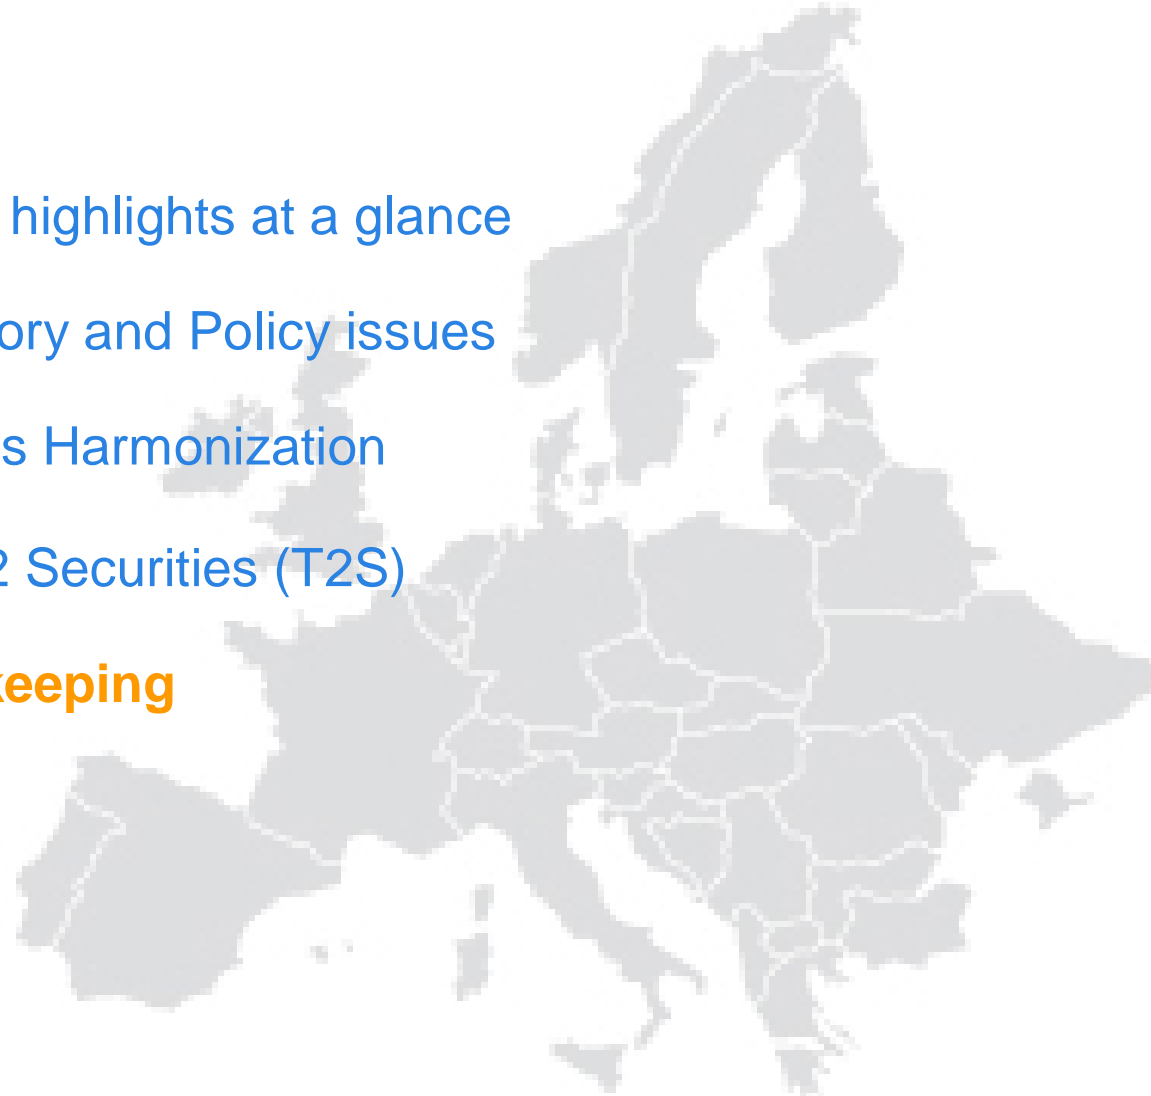 highlights at a glance
ory and Policy issues
s Harmonization
2 Securities (T2S)
keeping